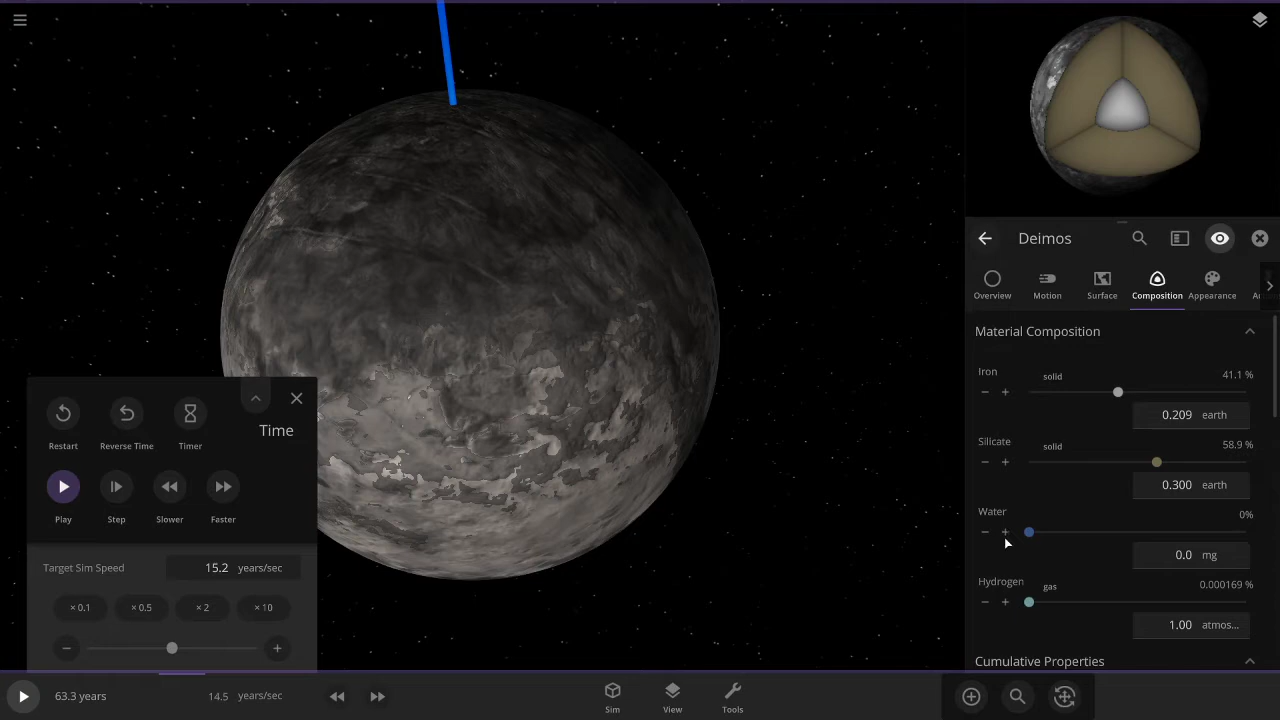 Deimos
Overview Motion Surface Composition Appearance
Material Composition
Iron solid 41.1 %
0.209 earth
Silicate solid 58.9 %
0.300 earth
Water 0%
0.0 mg
Hydrogen gas 0.000169 %
1.00 atmos...
Cumulative Properties
Time
Restart Reverse Time Timer
Play Step Slower Faster
Target Sim Speed 15.2 years/sec
× 0.1 × 0.5 × 2 × 10
63.3 years 14.5 years/sec
Sim View Tools